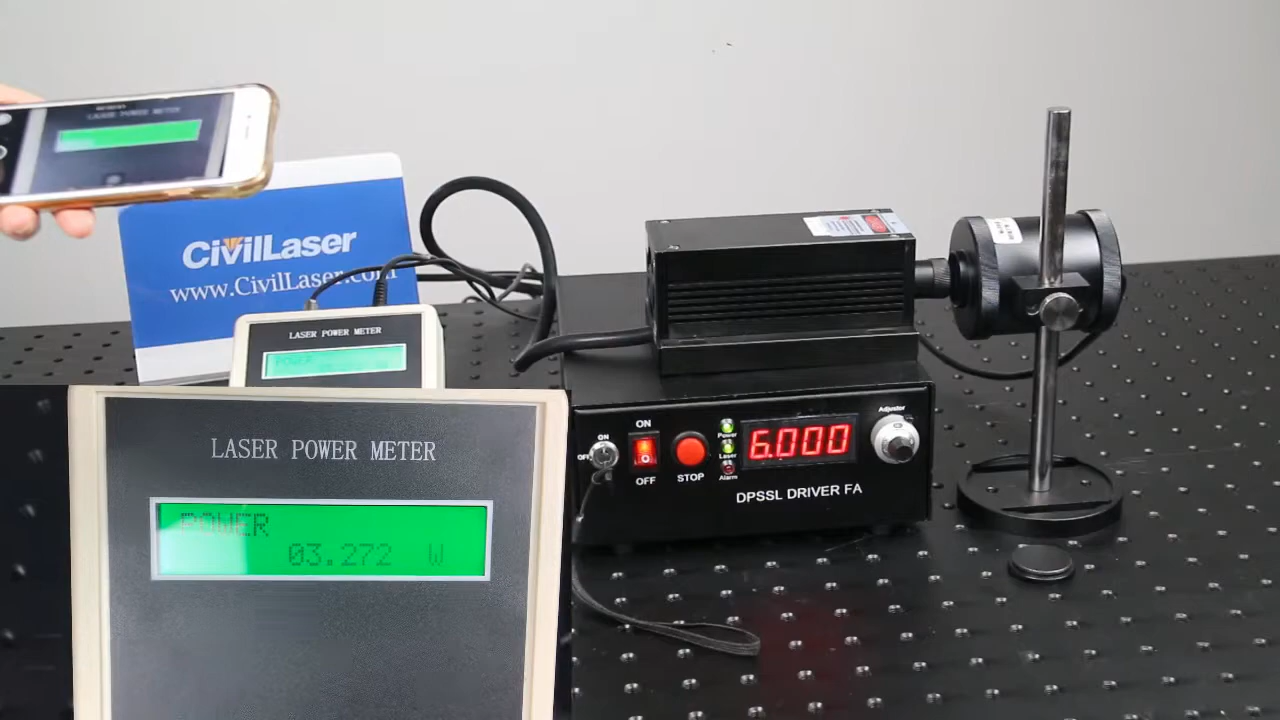 LASER POWER METER
CivilLaser
www.CivilLaser.com
LASER POWER METER
POWER
LASER POWER METER
POWER
03.272 W
ON
OFF
ON
OFF
STOP
Power
Laser
Alarm
6.000
Adjustor
DPSSL DRIVER FA